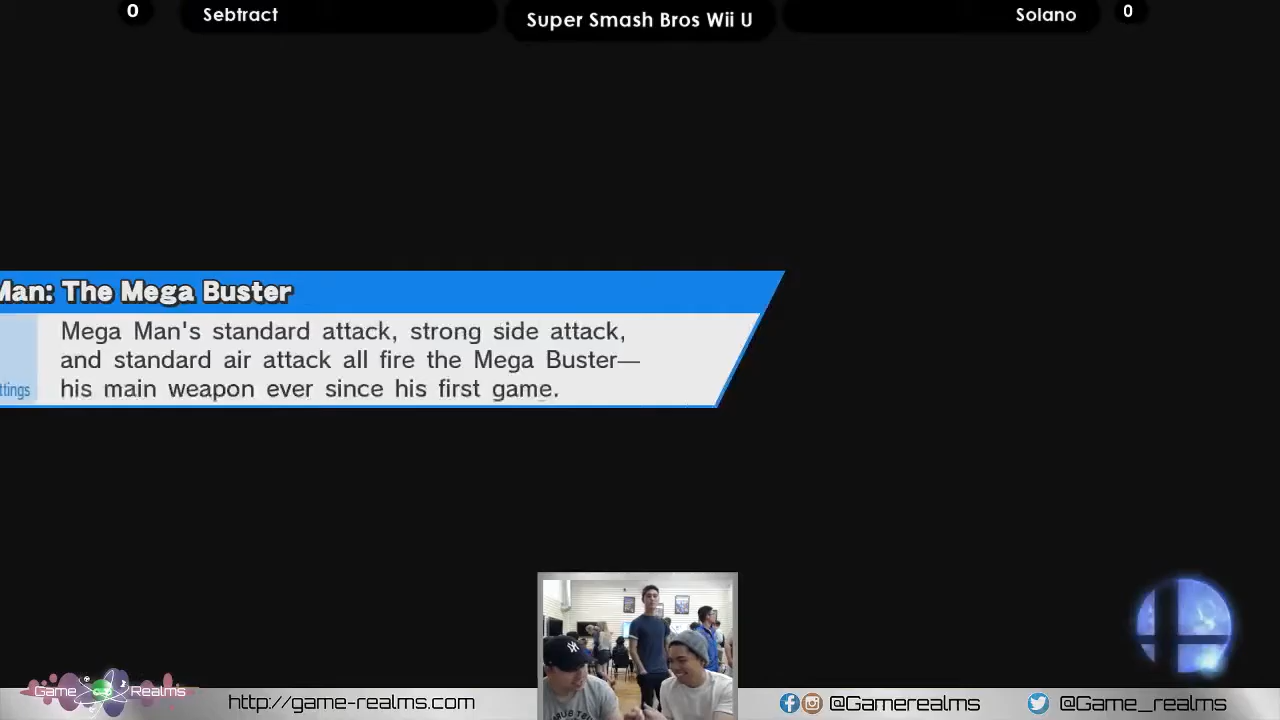 0
Sebtract
Super Smash Bros Wii U
Solano
0
Man: The Mega Buster
Mega Man's standard attack, strong side attack,
and standard air attack all fire the Mega Buster—
his main weapon ever since his first game.
ttings
Game Realms
http://game-realms.com
@Gamerealms
@Game_realms